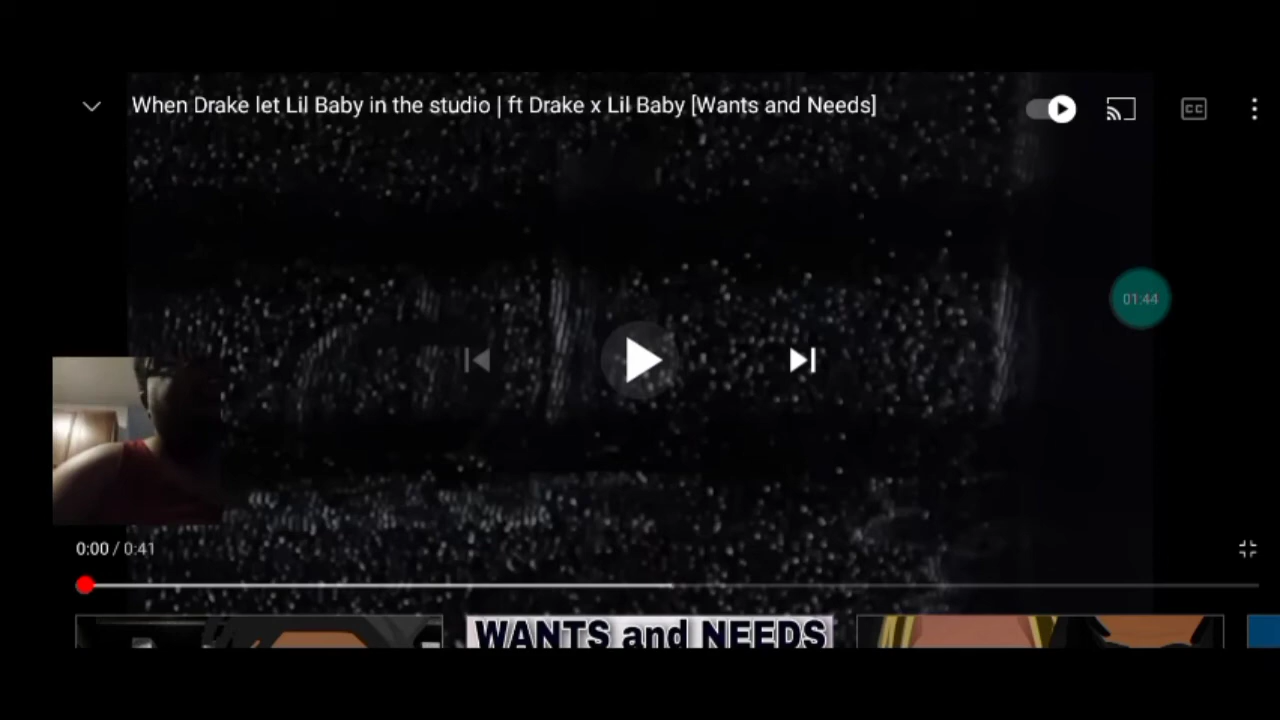 When Drake let Lil Baby in the studio | ft Drake x Lil Baby [Wants and Needs]
CC
01:44
0:00 / 0:41
WANTS and NEEDS